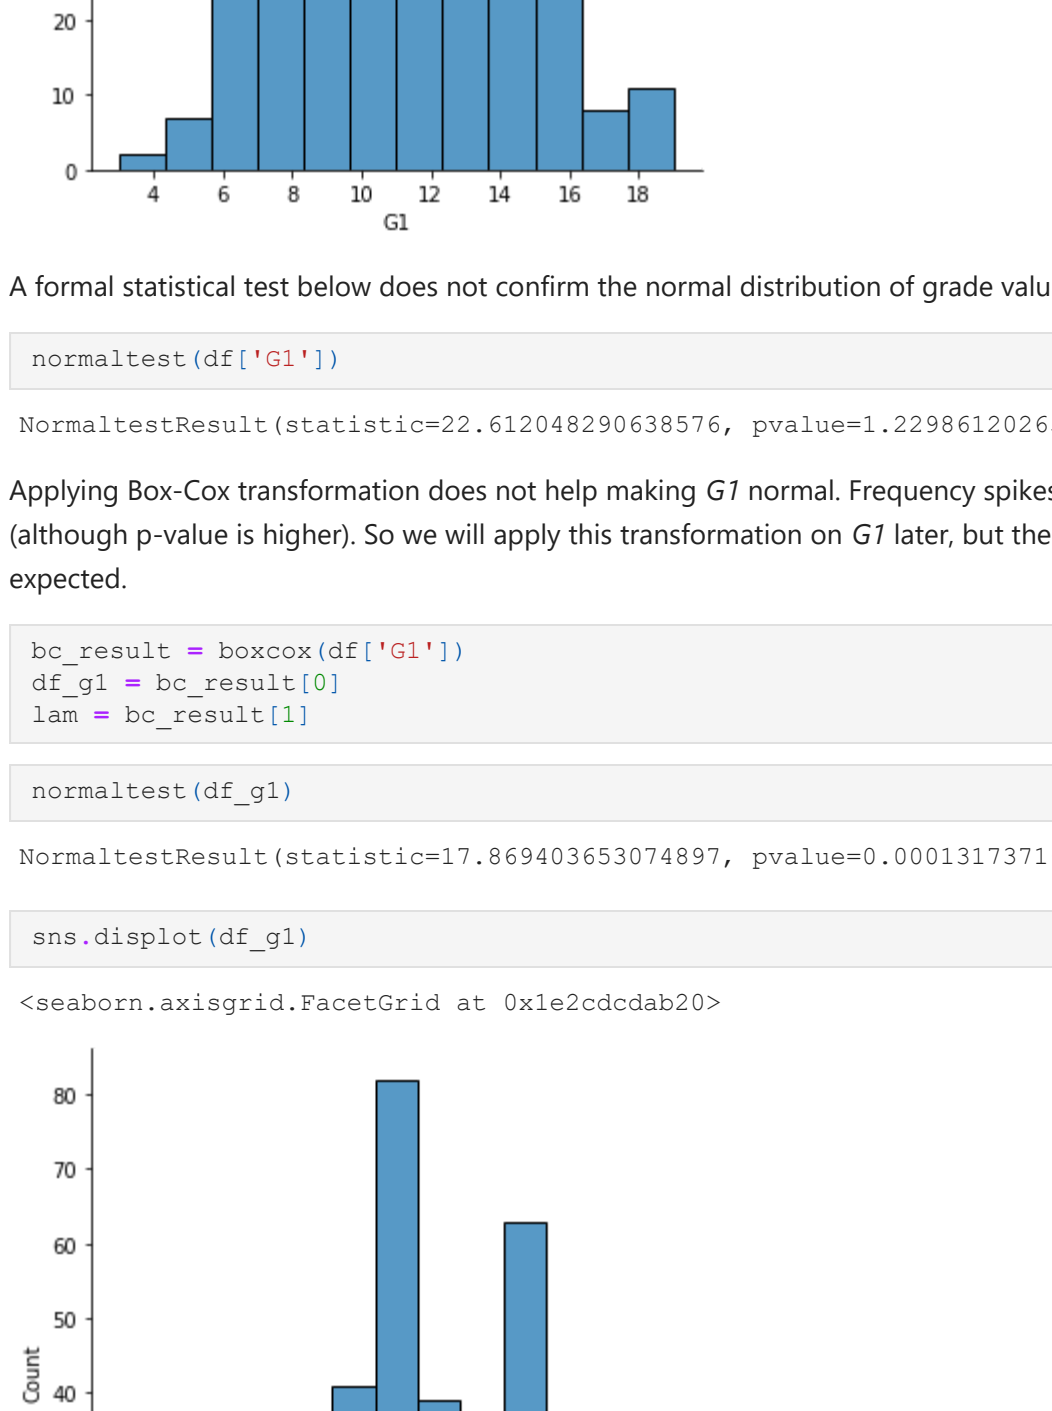 20
10
0
4 6 8 10 12 14 16 18
G1
A formal statistical test below does not confirm the normal distribution of grade valu
normaltest(df['G1'])
NormaltestResult(statistic=22.612048290638576, pvalue=1.2298612026
Applying Box-Cox transformation does not help making G1 normal. Frequency spikes
(although p-value is higher). So we will apply this transformation on G1 later, but the
expected.
bc_result = boxcox(df['G1'])
df_g1 = bc_result[0]
lam = bc_result[1]
normaltest(df_g1)
NormaltestResult(statistic=17.869403653074897, pvalue=0.0001317371
sns.displot(df_g1)
<seaborn.axisgrid.FacetGrid at 0x1e2cdcdab20>
80
70
60
50
40
Count